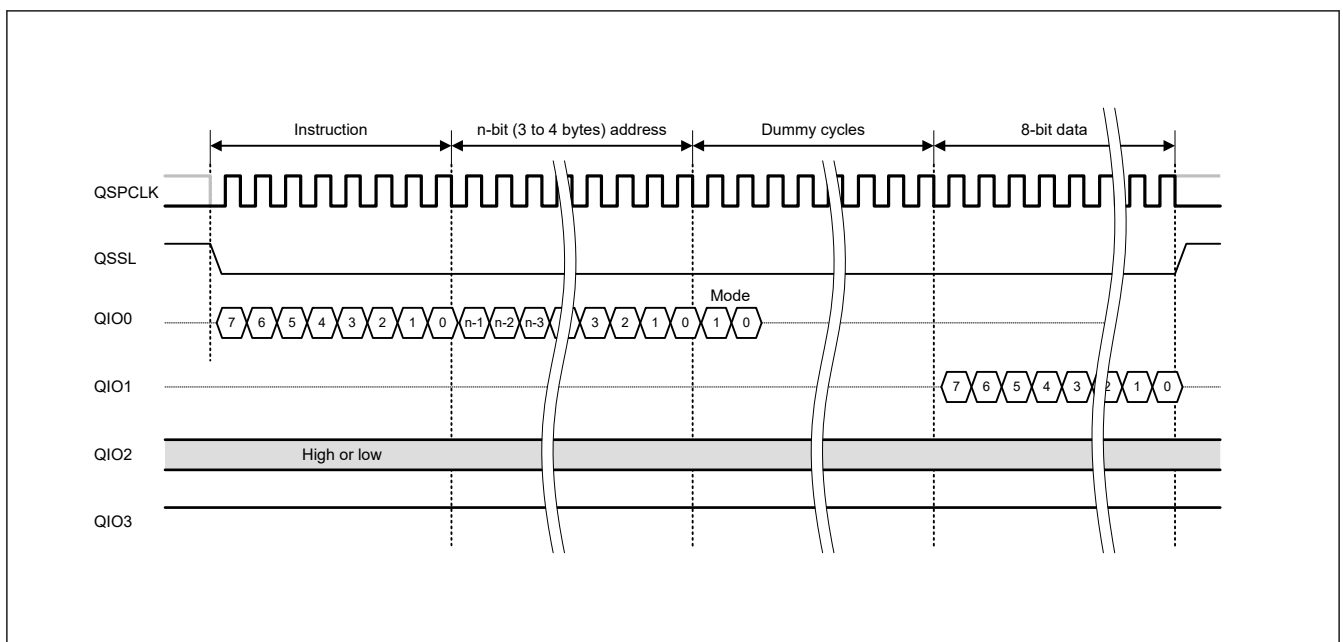 Instruction n-bit (3 to 4 bytes) address Dummy cycles 8-bit data
QSPCLK
QSSL
Mode
QIO0 7 6 5 4 3 2 1 0 n-1 n-2 n-3 3 2 1 0 1 0
QIO1 7 6 5 4 3 2 1 0
QIO2 High or low
QIO3